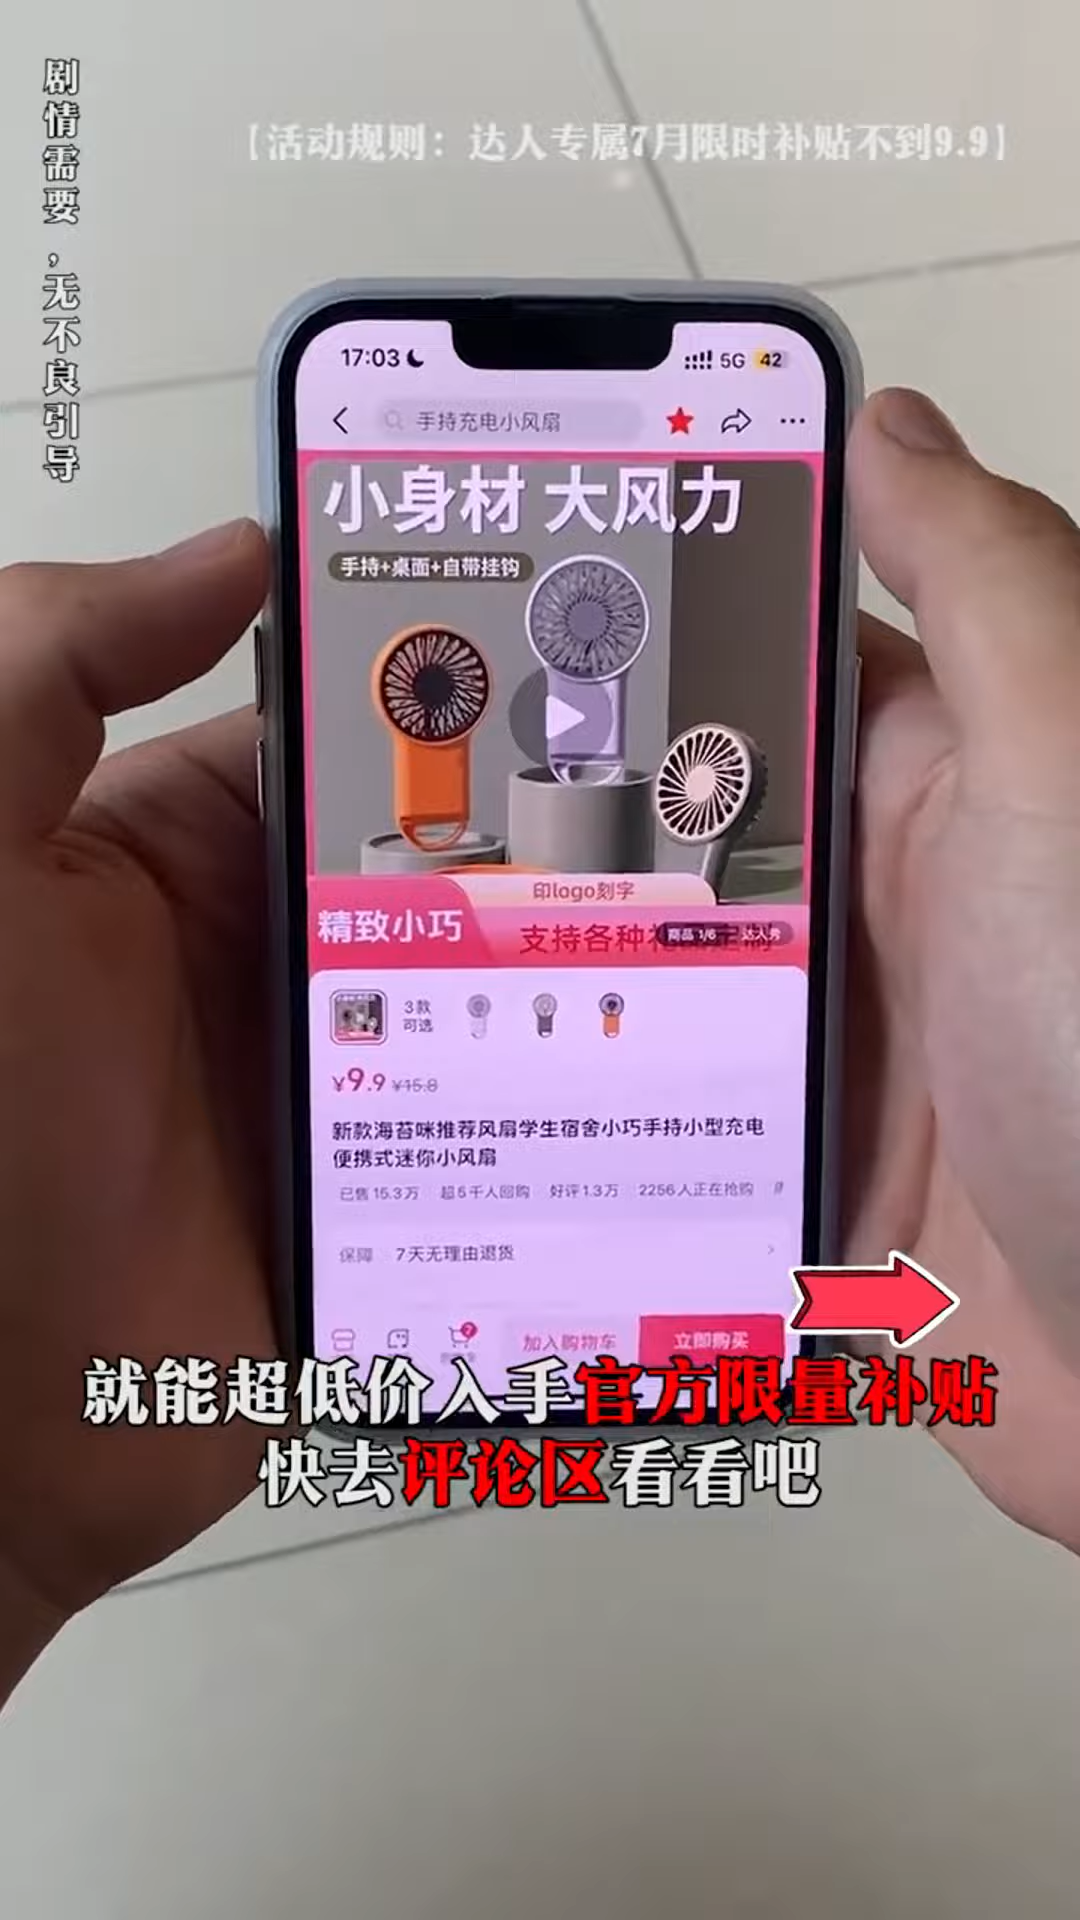 剧情需要，无不良引导
【活动规则：达人专属7月限时补贴不到9.9】
17:03
5G
42
手持充电小风扇
小身材 大风力
手持+桌面+自带挂钩
印logo刻字
精致小巧
支持各种
商品 1/6
达人秀
3款
可选
¥9.9 ¥15.8
新款海苔咪推荐风扇学生宿舍小巧手持小型充电
便携式迷你小风扇
已售 15.3万 超5千人回购 好评1.3万 2256人正在抢购
保障 7天无理由退货
7
加入购物车
立即购买
就能超低价入手官方限量补贴
快去评论区看看吧